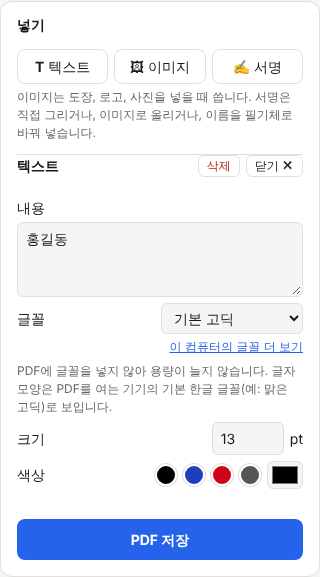 넣기
T 텍스트
🖼 이미지
✍ 서명
이미지는 도장, 로고, 사진을 넣을 때 씁니다. 서명은
직접 그리거나, 이미지로 올리거나, 이름을 필기체로
바꿔 넣습니다.
텍스트
삭제
닫기 ✕
내용
홍길동
글꼴
기본 고딕
이 컴퓨터의 글꼴 더 보기
PDF에 글꼴을 넣지 않아 용량이 늘지 않습니다. 글자
모양은 PDF를 여는 기기의 기본 한글 글꼴(예: 맑은
고딕)로 보입니다.
크기
13 pt
색상
PDF 저장